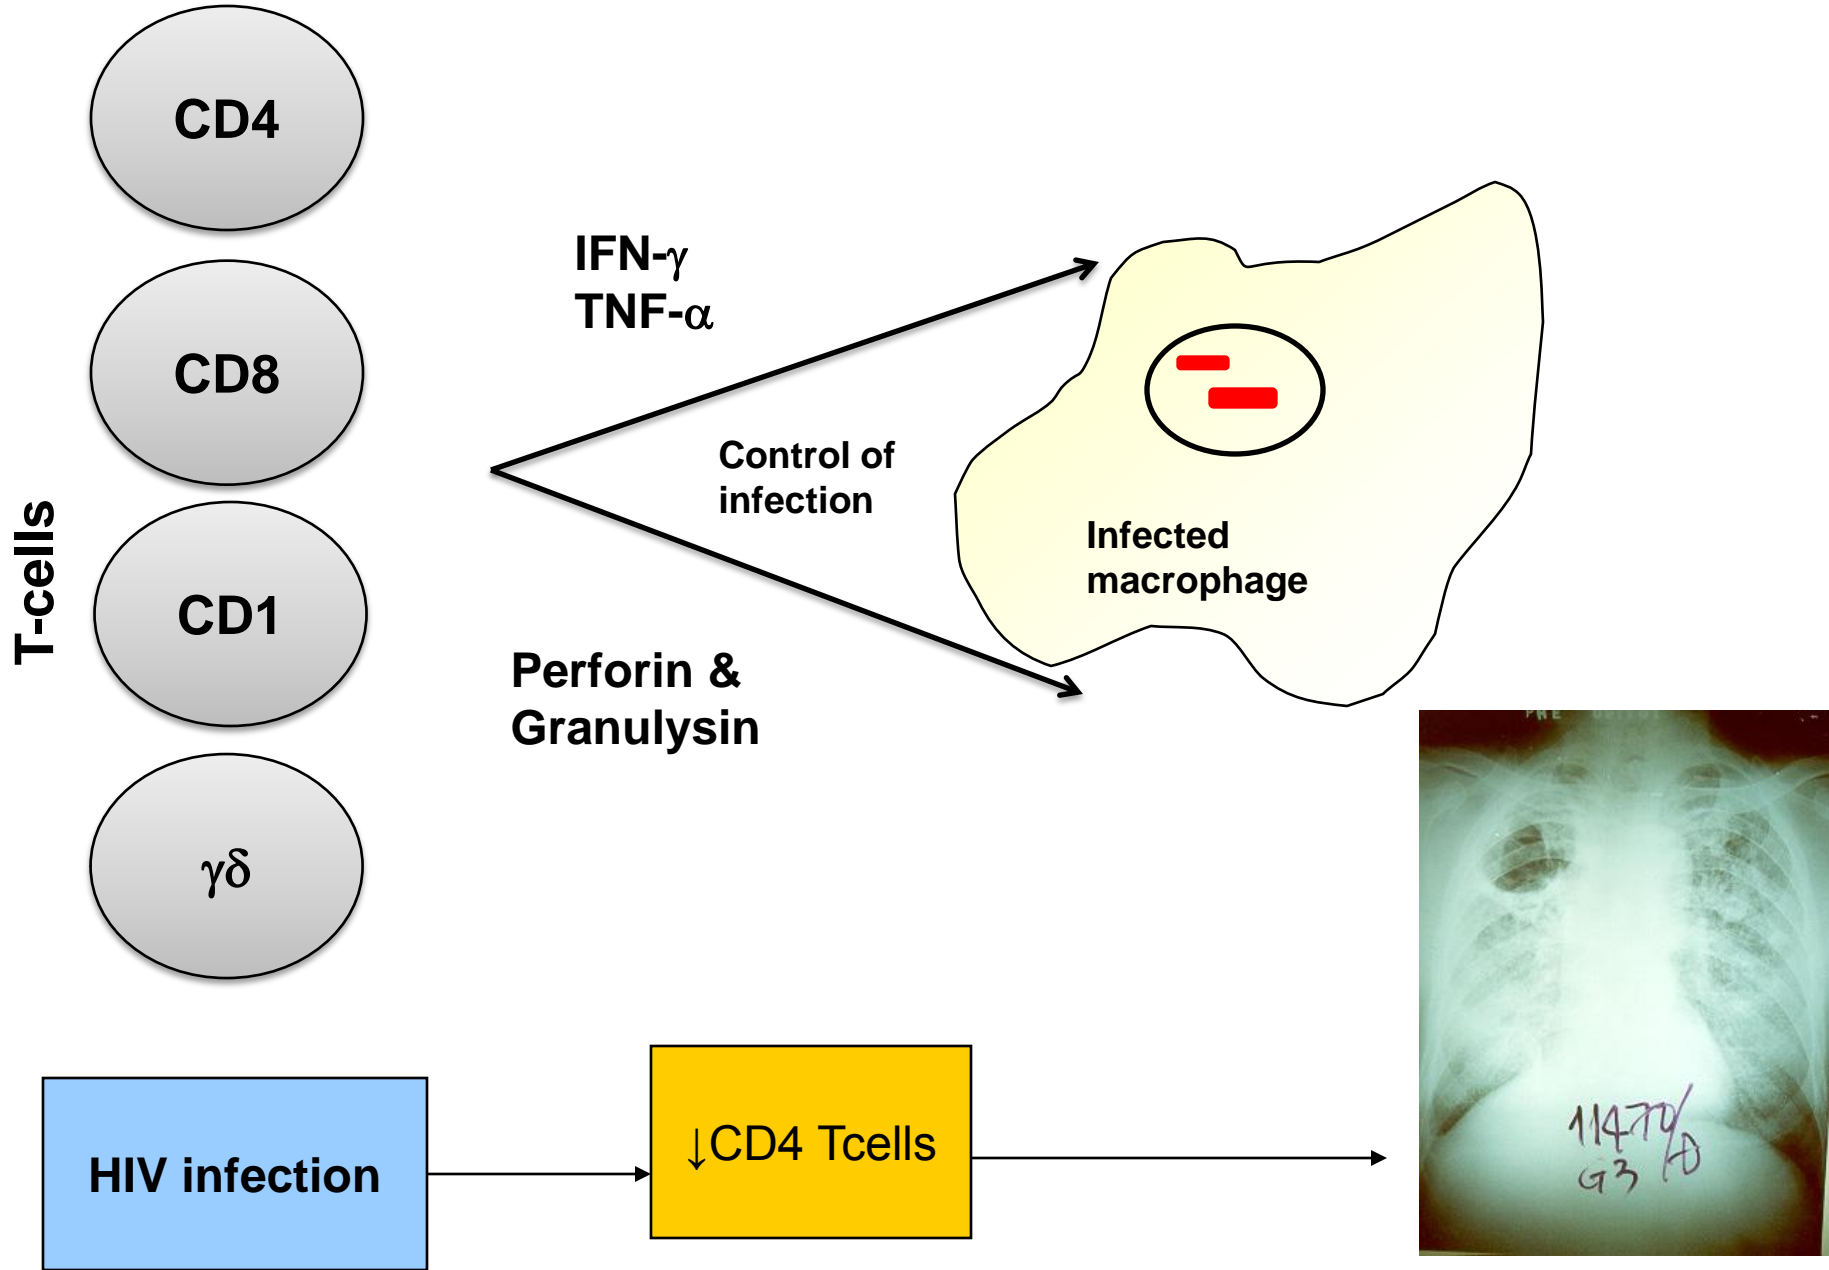 CD4
CD8
CD1
γδ
T-cells
IFN-γ
TNF-α
Control of
infection
Perforin &
Granulysin
Infected
macrophage
HIV infection
↓CD4 Tcells
G3